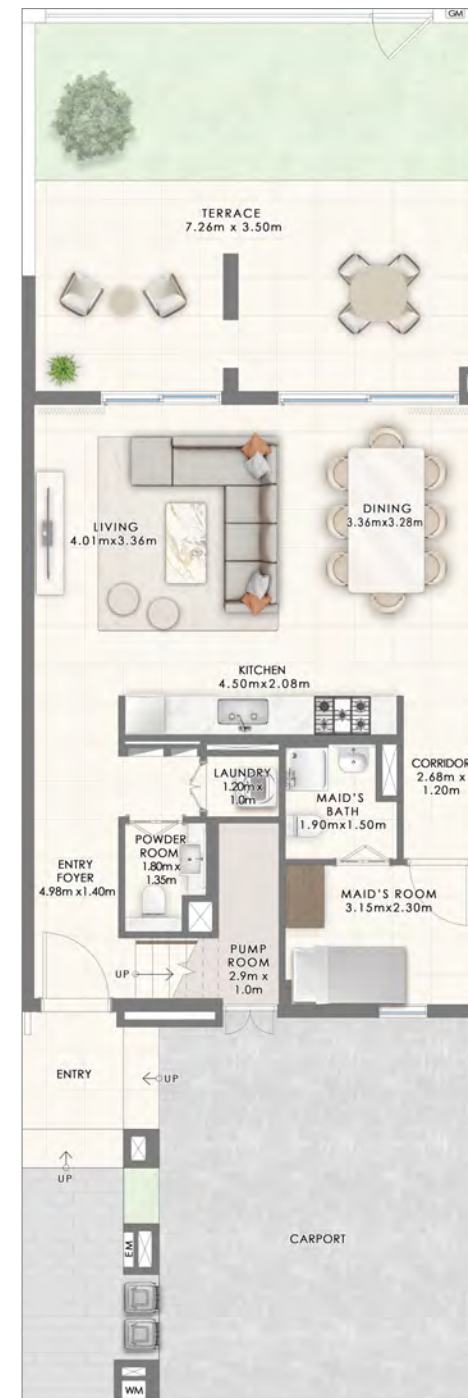 GM
TERRACE
7.26m x 3.50m
LIVING
4.01mx3.36m
DINING
3.36mx3.28m
KITCHEN
4.50mx2.08m
LAUNDRY
1.20m x
1.0m
MAID'S
BATH
1.90mx1.50m
CORRIDOR
2.68m x
1.20m
POWDER
ROOM
1.80m x
1.35m
ENTRY
FOYER
4.98m x1.40m
MAID'S ROOM
3.15mx2.30m
PUMP
ROOM
2.9m x
1.0m
UP
ENTRY
UP
UP
CARPORT
EM
WM